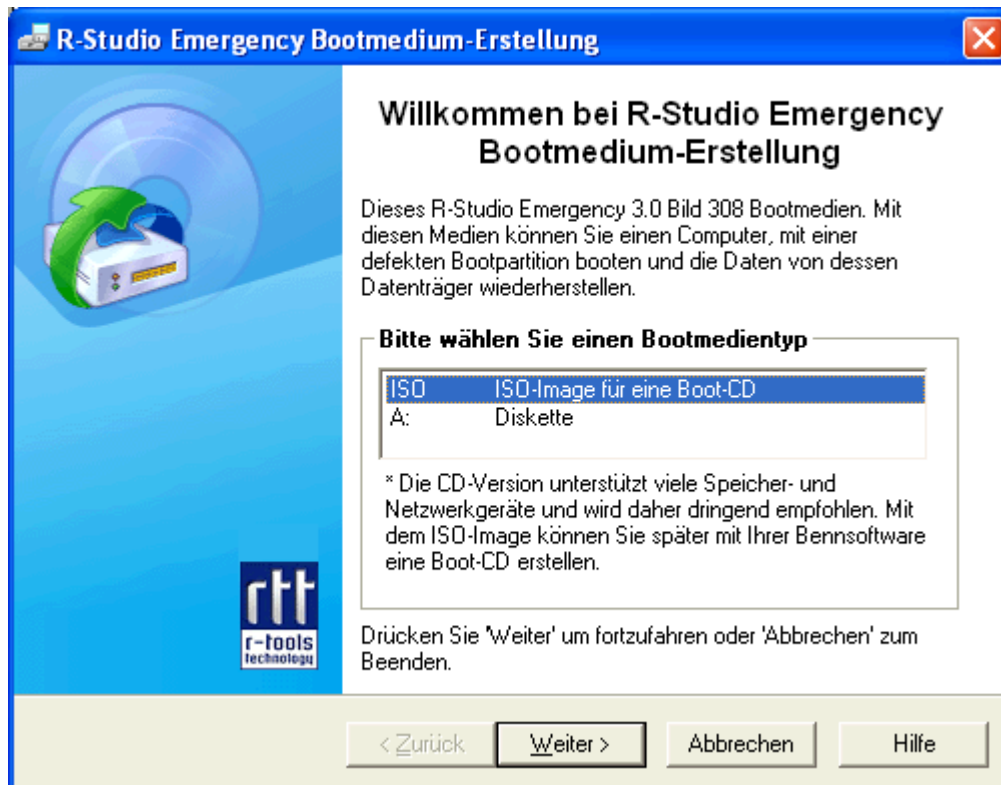 R-Studio Emergency Bootmedium-Erstellung
Willkommen bei R-Studio Emergency
Bootmedium-Erstellung
Dieses R-Studio Emergency 3.0 Bild 308 Bootmedien. Mit
diesen Medien können Sie einen Computer, mit einer
defekten Bootpartition booten und die Daten von dessen
Datenträger wiederherstellen.
Bitte wählen Sie einen Bootmedientyp
ISO ISO-Image für eine Boot-CD
A: Diskette
* Die CD-Version unterstützt viele Speicher- und
Netzwerkgeräte und wird daher dringend empfohlen. Mit
dem ISO-Image können Sie später mit Ihrer Bennsoftware
eine Boot-CD erstellen.
rtt
r-tools
technology
Drücken Sie 'Weiter' um fortzufahren oder 'Abbrechen' zum
Beenden.
< Zurück Weiter > Abbrechen Hilfe